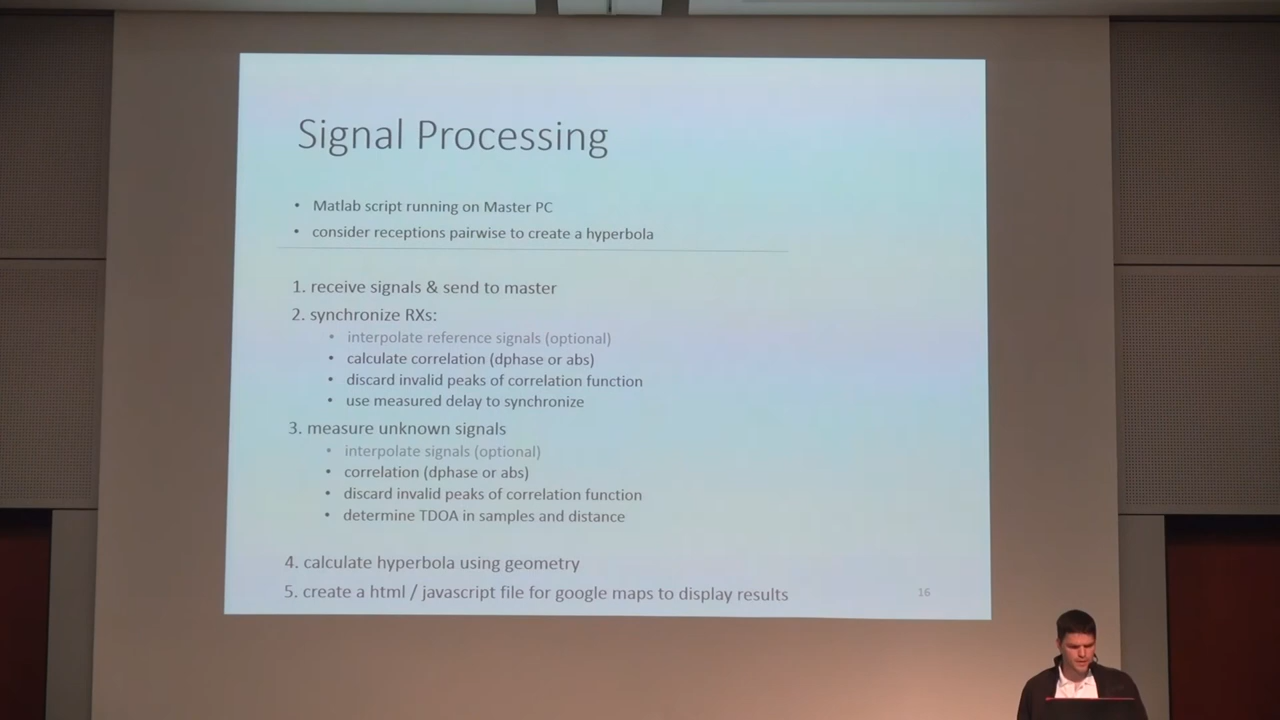 Signal Processing
• Matlab script running on Master PC
• consider receptions pairwise to create a hyperbola
1. receive signals & send to master
2. synchronize RXs:
• interpolate reference signals (optional)
• calculate correlation (dphase or abs)
• discard invalid peaks of correlation function
• use measured delay to synchronize
3. measure unknown signals
• interpolate signals (optional)
• correlation (dphase or abs)
• discard invalid peaks of correlation function
• determine TDOA in samples and distance
4. calculate hyperbola using geometry
5. create a html / javascript file for google maps to display results
16